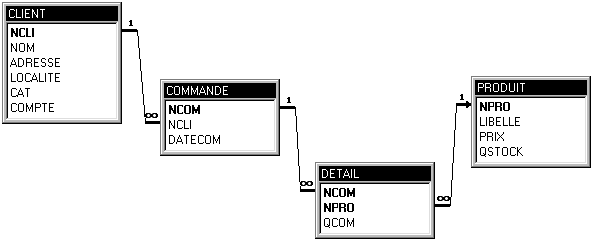 CLIENT
NCLI
NOM
ADRESSE
LOCALITE
CAT
COMPTE
1
∞
COMMANDE
NCOM
NCLI
DATECOM
1
∞
DETAIL
NCOM
NPRO
QCOM
∞
1
PRODUIT
NPRO
LIBELLE
PRIX
QSTOCK